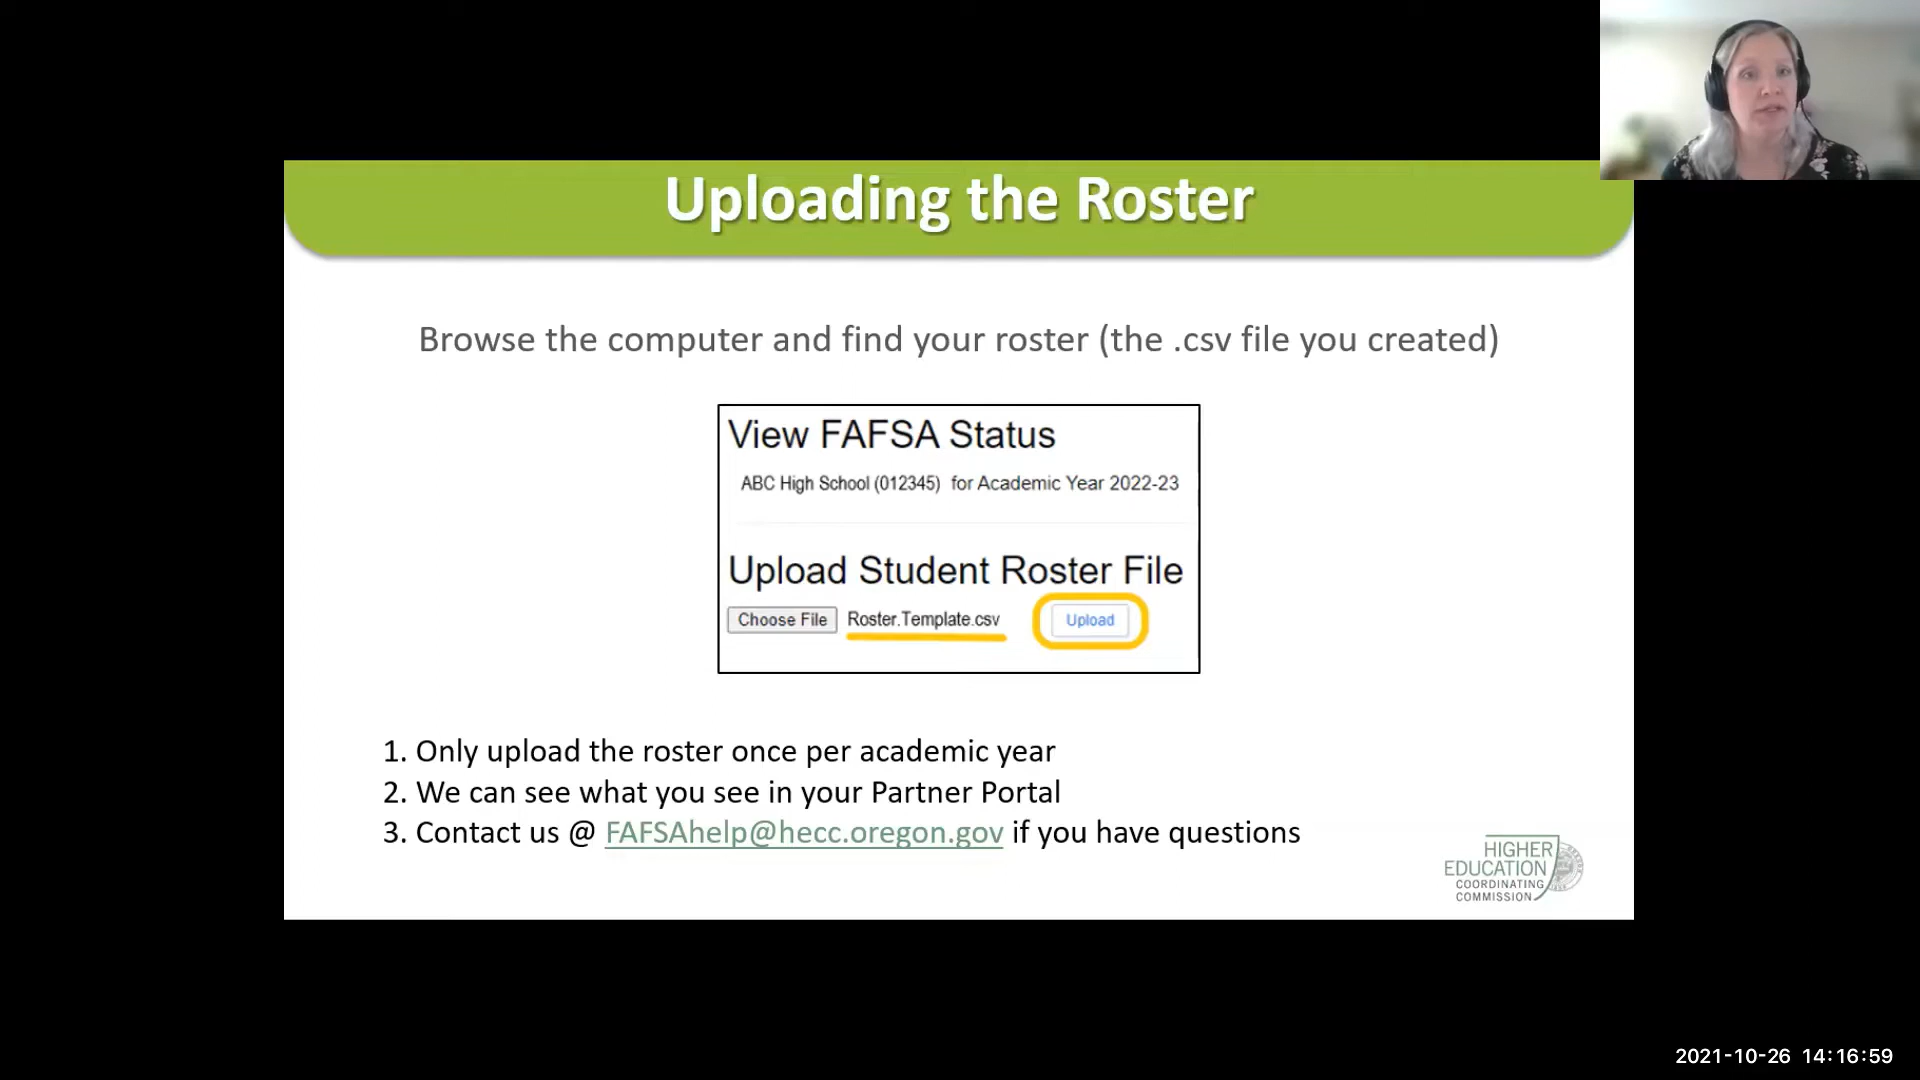 Uploading the Roster
Browse the computer and find your roster (the .csv file you created)
View FAFSA Status
ABC High School (012345) for Academic Year 2022-23
Upload Student Roster File
Choose File Roster.Template.csv Upload
1. Only upload the roster once per academic year
2. We can see what you see in your Partner Portal
3. Contact us @ FAFSAhelp@hecc.oregon.gov if you have questions
HIGHER
EDUCATION
COORDINATING
COMMISSION
2021-10-26 14:16:59